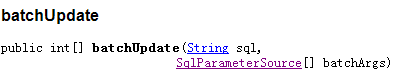 batchUpdate
public int[] batchUpdate(String sql,
SqlParameterSource[] batchArgs)